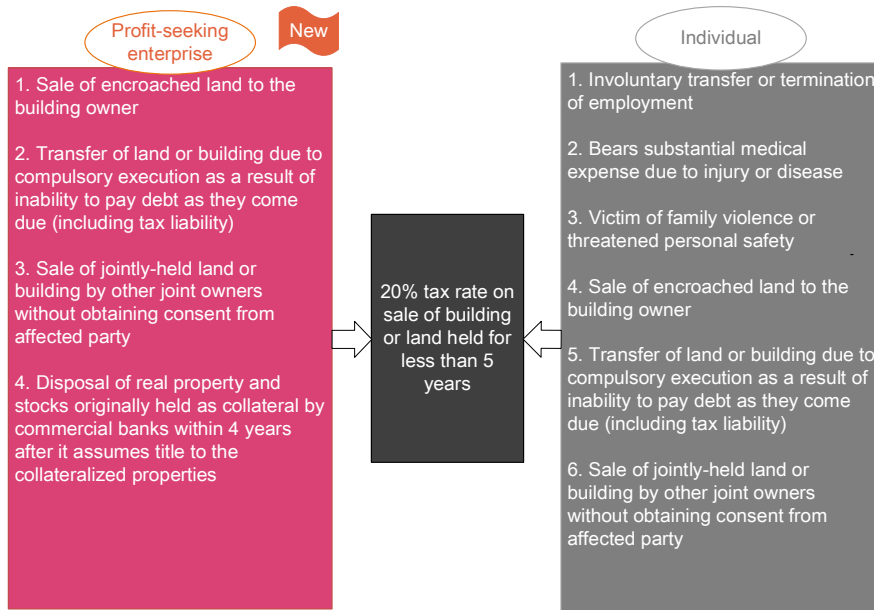 Profit-seeking
enterprise
New
1. Sale of encroached land to the
building owner
2. Transfer of land or building due to
compulsory execution as a result of
inability to pay debt as they come
due (including tax liability)
3. Sale of jointly-held land or
building by other joint owners
without obtaining consent from
affected party
4. Disposal of real property and
stocks originally held as collateral by
commercial banks within 4 years
after it assumes title to the
collateralized properties
20% tax rate on
sale of building
or land held for
less than 5
years
Individual
1. Involuntary transfer or termination
of employment
2. Bears substantial medical
expense due to injury or disease
3. Victim of family violence or
threatened personal safety
4. Sale of encroached land to the
building owner
5. Transfer of land or building due to
compulsory execution as a result of
inability to pay debt as they come
due (including tax liability)
6. Sale of jointly-held land or
building by other joint owners
without obtaining consent from
affected party